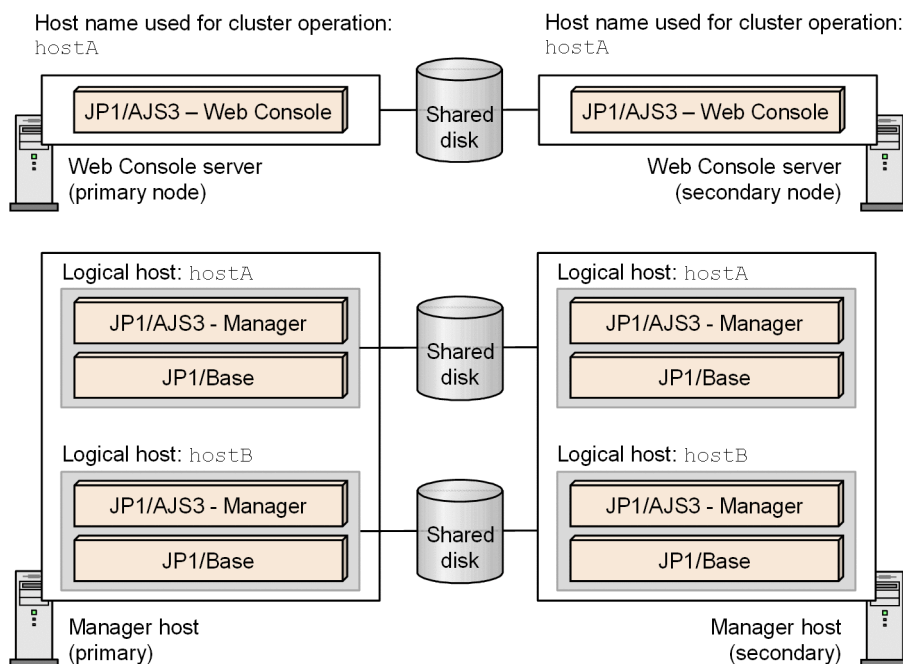 Host name used for cluster operation:
hostA
Host name used for cluster operation:
hostA
JP1/AJS3 – Web Console
Shared
disk
JP1/AJS3 – Web Console
Web Console server
(primary node)
Web Console server
(secondary node)
Logical host: hostA
JP1/AJS3 - Manager
JP1/Base
Shared
disk
Logical host: hostA
JP1/AJS3 - Manager
JP1/Base
Logical host: hostB
JP1/AJS3 - Manager
JP1/Base
Shared
disk
Logical host: hostB
JP1/AJS3 - Manager
JP1/Base
Manager host
(primary)
Manager host
(secondary)